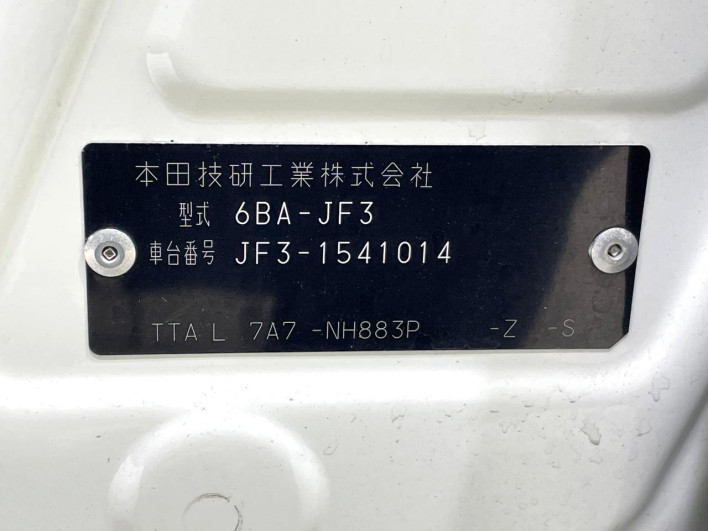 本田技研工業株式会社
型式 6BA-JF3
車台番号 JF3-1541014
TTA L 7A7 -NH883P -Z -S